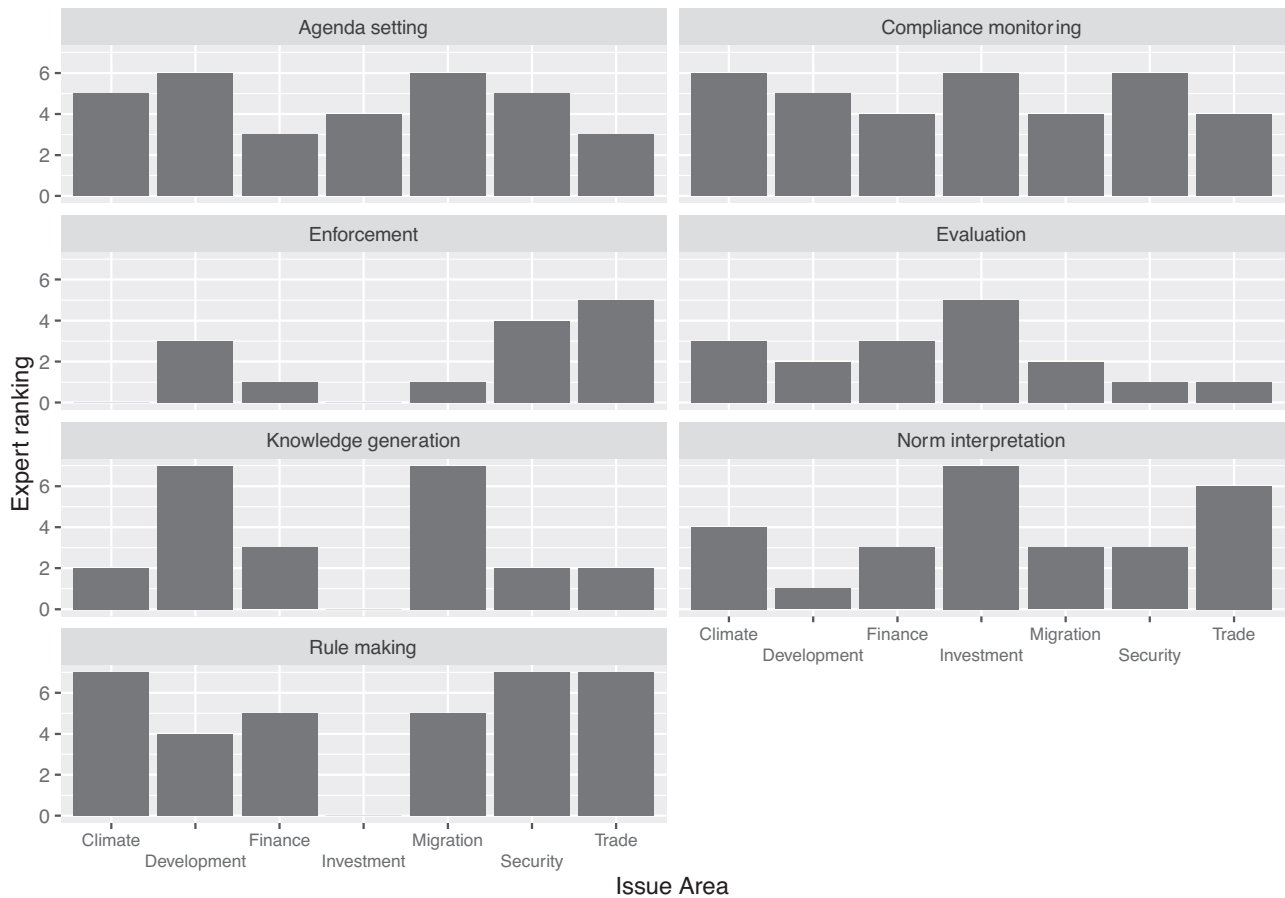 Agenda setting
Compliance monitoring
6
4
2
0
Enforcement
Evaluation
6
4
2
0
Knowledge generation
Norm interpretation
6
4
2
0
Climate
Finance
Migration
Trade
Development
Investment
Security
Rule making
6
4
2
0
Climate
Finance
Migration
Trade
Development
Investment
Security
Expert ranking
Issue Area